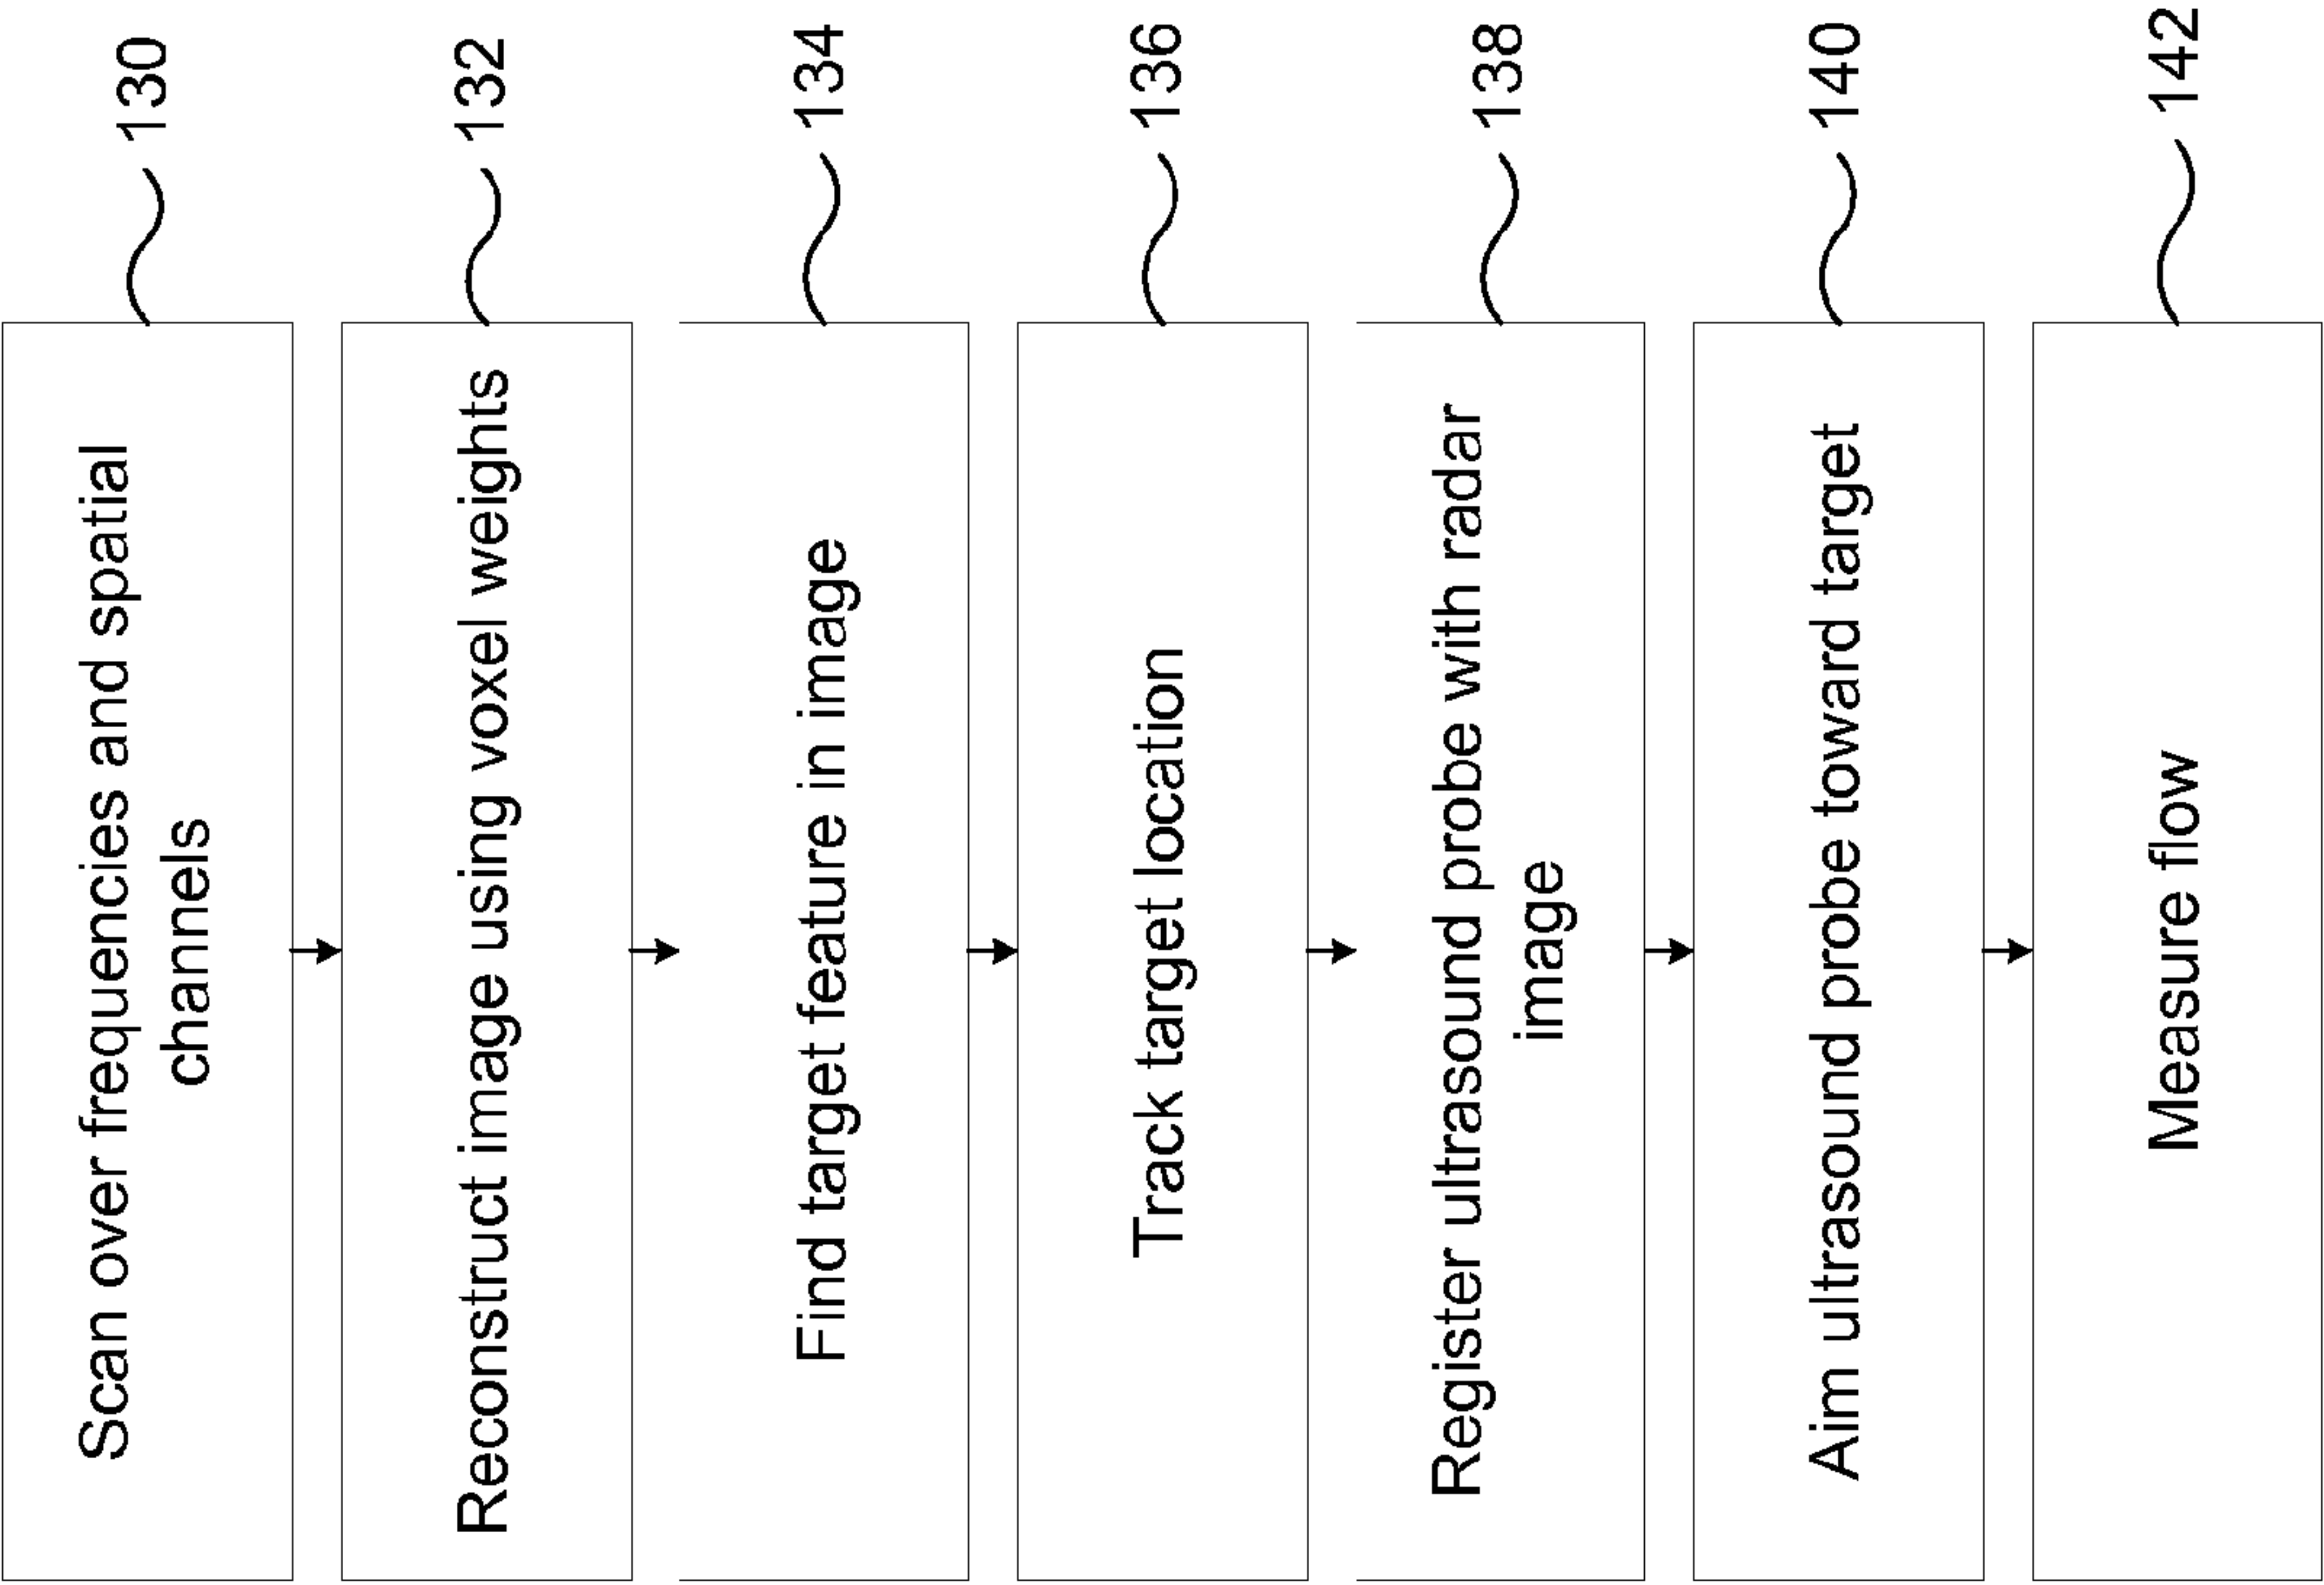 Scan over frequencies and spatial
channels
130
Reconstruct image using voxel weights
132
Find target feature in image
134
Track target location
136
Register ultrasound probe with radar
image
138
Aim ultrasound probe toward target
140
Measure flow
142